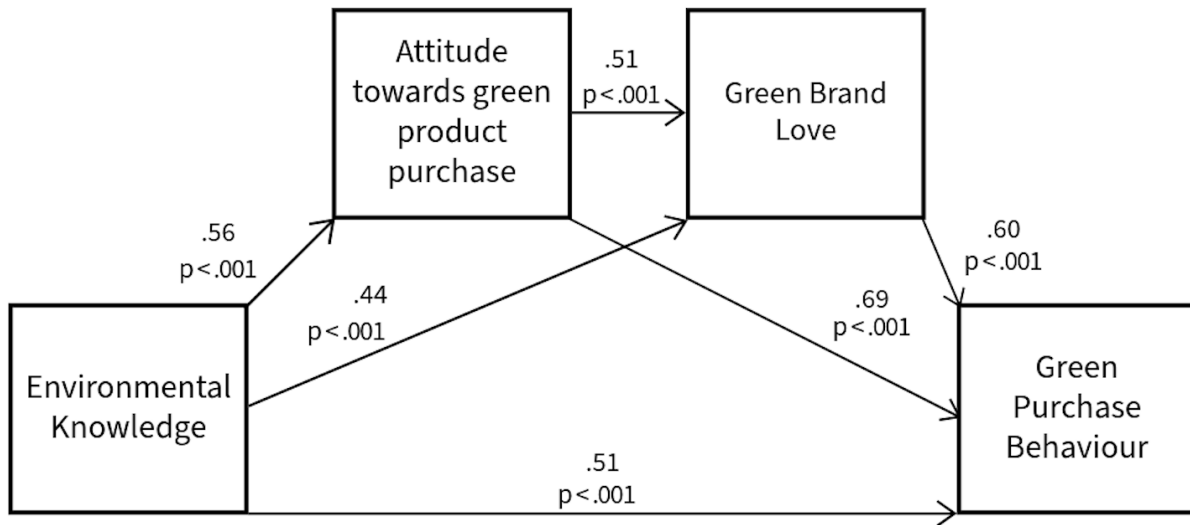 Attitude
towards green
product
purchase
.51
p<.001
Green Brand
Love
.56
p<.001
.44
p<.001
.60
p<.001
.69
p<.001
Environmental
Knowledge
Green
Purchase
Behaviour
.51
p<.001